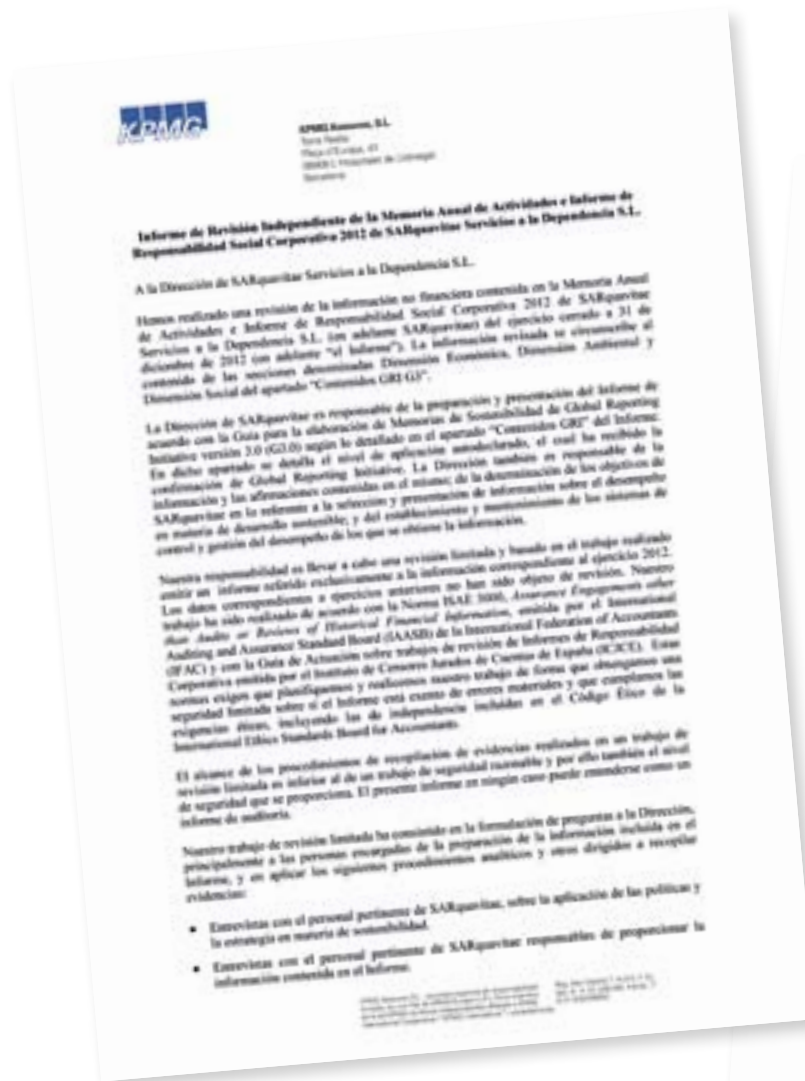 KPMG
KPMG Asesores, S.L.
Torre Realia
Plaça d'Europa, 41
08908 L'Hospitalet de Llobregat
Barcelona
Informe de Revisión Independiente de la Memoria Anual de Actividades e Informe de
Responsabilidad Social Corporativa 2012 de SARquavitae Servicios a la Dependencia S.L.
A la Dirección de SARquavitae Servicios a la Dependencia S.L.
Hemos realizado una revisión de la información no financiera contenida en la Memoria Anual
de Actividades e Informe de Responsabilidad Social Corporativa 2012 de SARquavitae
Servicios a la Dependencia S.L. (en adelante SARquavitae) del ejercicio cerrado a 31 de
diciembre de 2012 (en adelante "el Informe"). La información revisada se circunscribe al
contenido de las secciones denominadas Dimensión Económica, Dimensión Ambiental y
Dimensión Social del apartado "Contenidos GRI G3".
La Dirección de SARquavitae es responsable de la preparación y presentación del Informe de
acuerdo con la Guía para la elaboración de Memorias de Sostenibilidad de Global Reporting
Initiative versión 3.0 (G3.0) según lo detallado en el apartado "Contenidos GRI" del Informe.
En dicho apartado se detalla el nivel de aplicación autodeclarado, el cual ha recibido la
confirmación de Global Reporting Initiative. La Dirección también es responsable de la
información y las afirmaciones contenidas en el mismo; de la determinación de los objetivos de
SARquavitae en lo referente a la selección y presentación de información sobre el desempeño
en materia de desarrollo sostenible; y del establecimiento y mantenimiento de los sistemas de
control y gestión del desempeño de los que se obtiene la información.
Nuestra responsabilidad es llevar a cabo una revisión limitada y basado en el trabajo realizado
emitir un informe referido exclusivamente a la información correspondiente al ejercicio 2012.
Los datos correspondientes a ejercicios anteriores no han sido objeto de revisión. Nuestro
trabajo ha sido realizado de acuerdo con la Norma ISAE 3000, Assurance Engagements other
than Audits or Reviews of Historical Financial Information, emitida por el International
Auditing and Assurance Standard Board (IAASB) de la International Federation of Accountants
(IFAC) y con la Guía de Actuación sobre trabajos de revisión de Informes de Responsabilidad
Corporativa emitida por el Instituto de Censores Jurados de Cuentas de España (ICJCE). Estas
normas exigen que planifiquemos y realicemos nuestro trabajo de forma que obtengamos una
seguridad limitada sobre si el Informe está exento de errores materiales y que cumplamos las
exigencias éticas, incluyendo las de independencia incluidas en el Código Ético de la
International Ethics Standards Board for Accountants.
El alcance de los procedimientos de recopilación de evidencias realizados en un trabajo de
revisión limitada es inferior al de un trabajo de seguridad razonable y por ello también el nivel
de seguridad que se proporciona. El presente informe en ningún caso puede entenderse como un
informe de auditoría.
Nuestro trabajo de revisión limitada ha consistido en la formulación de preguntas a la Dirección,
principalmente a las personas encargadas de la preparación de la información incluida en el
Informe, y en aplicar los siguientes procedimientos analíticos y otros dirigidos a recopilar
evidencias:
• Entrevistas con el personal pertinente de SARquavitae, sobre la aplicación de las políticas y
la estrategia en materia de sostenibilidad.
• Entrevistas con el personal pertinente de SARquavitae responsables de proporcionar la
información contenida en el Informe.